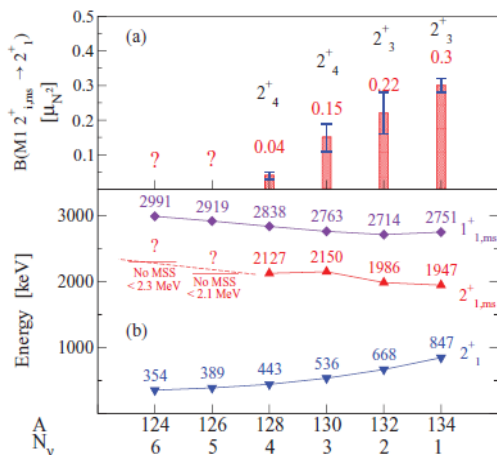 0.5
(a)
2⁺₃
2⁺₃
0.4
2⁺₄
0.3
0.3
2⁺₄
0.22
0.2
0.15
0.1
? ? 0.04
B(M1 2⁺i,ms → 2⁺₁)
[μN²]
2991 2919 2838 2763 2714 2751
3000
1⁺1,ms
? ? 2127 2150 1986 1947
No MSS
< 2.3 MeV
No MSS
< 2.1 MeV
2000
2⁺1,ms
Energy [keV]
(b)
847 2⁺₁
354 389 443 536 668
1000
A 124 126 128 130 132 134
Nν 6 5 4 3 2 1